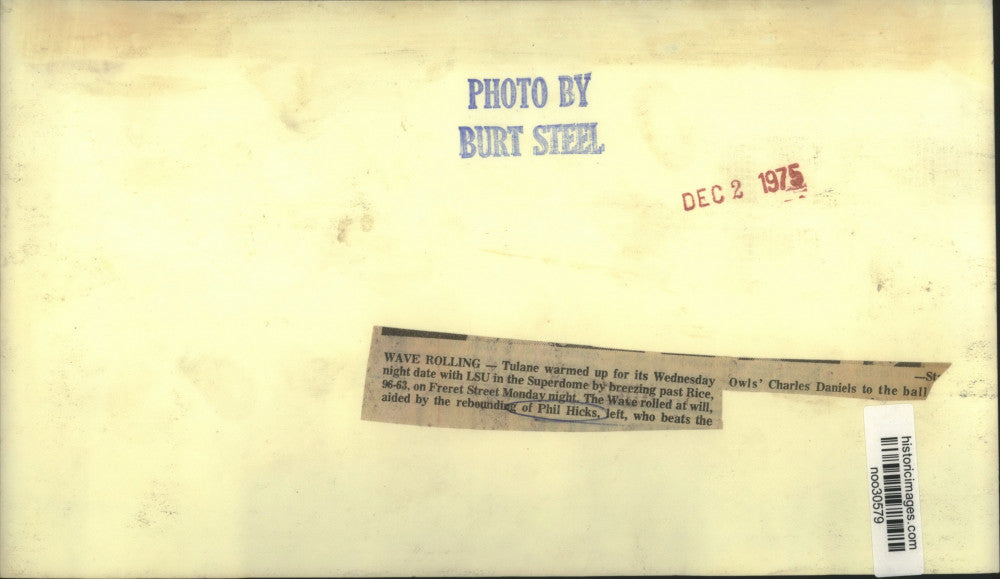 PHOTO BY
BURT STEEL
DEC 2 1975
WAVE ROLLING — Tulane warmed up for its Wednesday
night date with LSU in the Superdome by breezing past Rice,
96-63, on Freret Street Monday night. The Wave rolled at will,
aided by the rebounding of Phil Hicks, left, who beats the
Owls' Charles Daniels to the ball
historicimages.com
noo30579